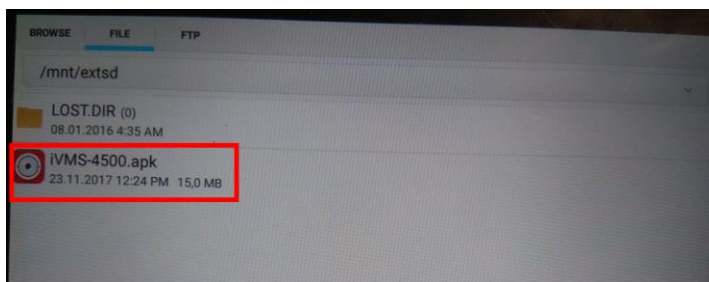 BROWSE FILE FTP
/mnt/extsd
LOST.DIR (0)
08.01.2016 4:35 AM
iVMS-4500.apk
23.11.2017 12:24 PM 15,0 MB